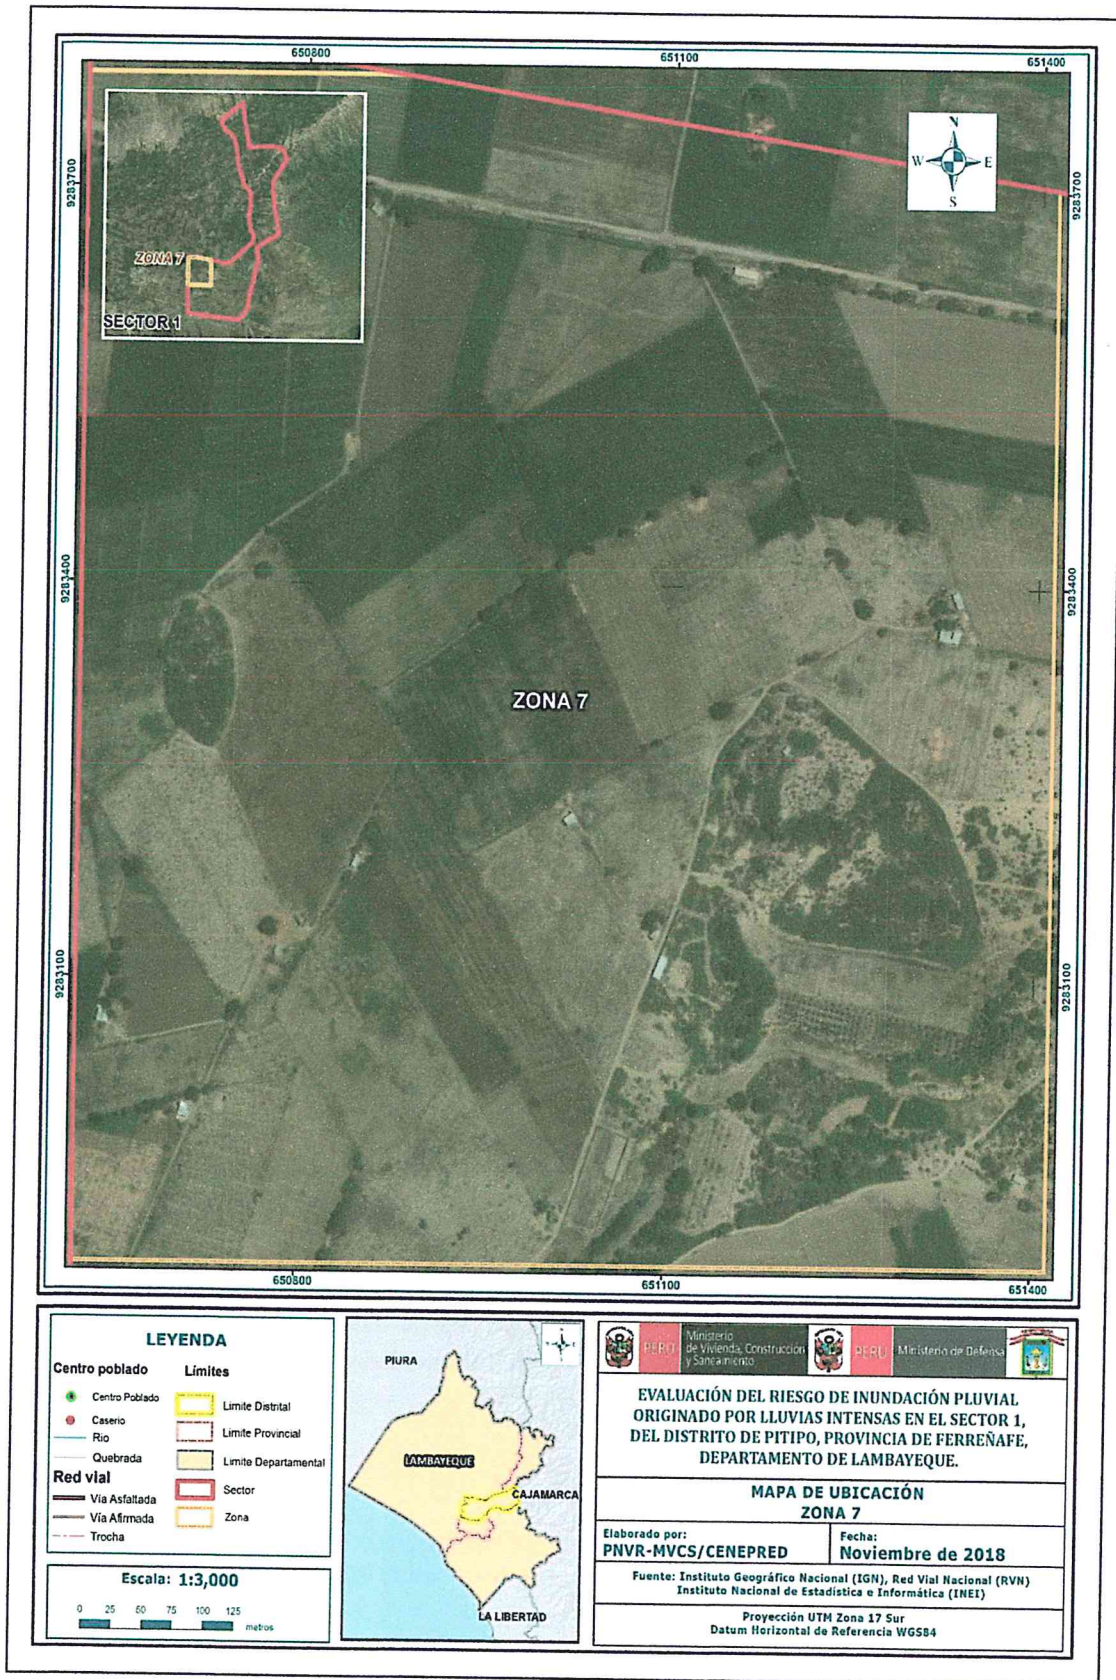 650800
651100
651400
9283700
9283700
ZONA 7
SECTOR 1
N
W
E
S
9283400
9283400
ZONA 7
9283100
9283100
650800
651100
651400
LEYENDA
Centro poblado
Centro Poblado
Caserio
Rio
Quebrada
Red vial
Vía Asfaltada
Vía Afirmada
Trocha
Límites
Limite Distrital
Limite Provincial
Limite Departamental
Sector
Zona
Escala: 1:3,000
0 25 50 75 100 125
metros
PIURA
LAMBAYEQUE
CAJAMARCA
LA LIBERTAD
PERÚ
Ministerio
de Vivienda, Construcción
y Saneamiento
PERÚ
Ministerio de Defensa
EVALUACIÓN DEL RIESGO DE INUNDACIÓN PLUVIAL
ORIGINADO POR LLUVIAS INTENSAS EN EL SECTOR 1,
DEL DISTRITO DE PITIPO, PROVINCIA DE FERREÑAFE,
DEPARTAMENTO DE LAMBAYEQUE.
MAPA DE UBICACIÓN
ZONA 7
Elaborado por:
PNVR-MVCS/CENEPRED
Fecha:
Noviembre de 2018
Fuente: Instituto Geográfico Nacional (IGN), Red Vial Nacional (RVN)
Instituto Nacional de Estadística e Informática (INEI)
Proyección UTM Zona 17 Sur
Datum Horizontal de Referencia WGS84